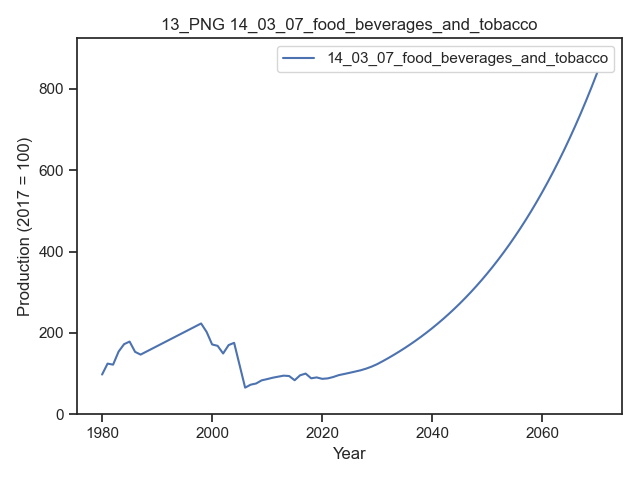 13_PNG 14_03_07_food_beverages_and_tobacco
14_03_07_food_beverages_and_tobacco
Production (2017 = 100)
800
600
400
200
0
1980 2000 2020 2040 2060
Year